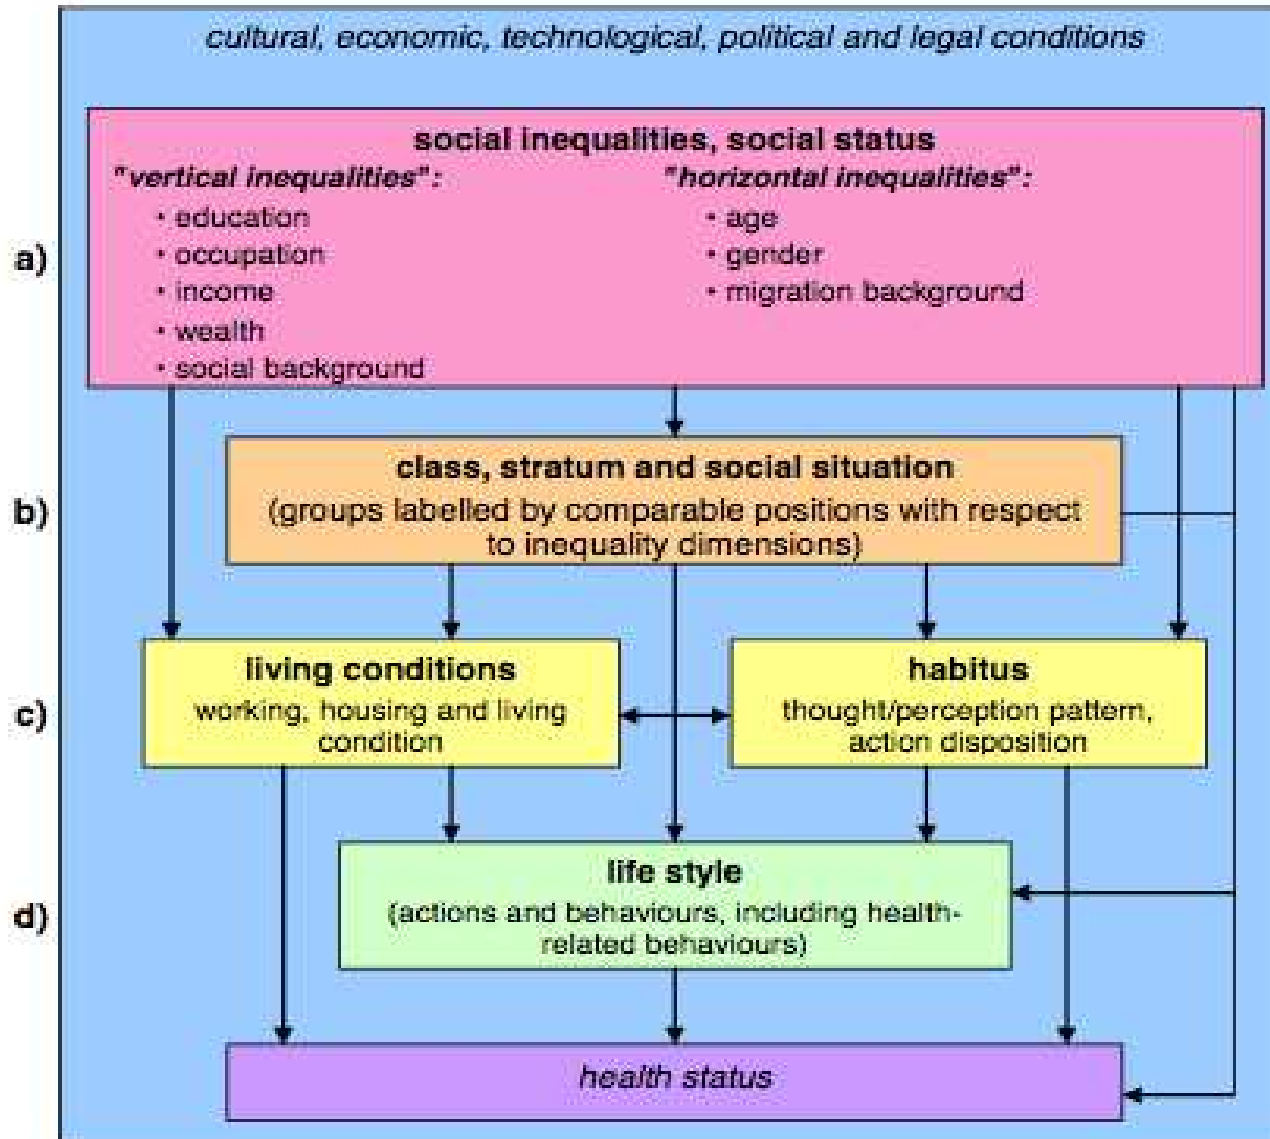 cultural, economic, technological, political and legal conditions
social inequalities, social status
"vertical inequalities":
• education
• occupation
• income
• wealth
• social background
"horizontal inequalities":
• age
• gender
• migration background
a)
class, stratum and social situation
(groups labelled by comparable positions with respect
to inequality dimensions)
b)
living conditions
working, housing and living
condition
habitus
thought/perception pattern,
action disposition
c)
life style
(actions and behaviours, including health-
related behaviours)
d)
health status